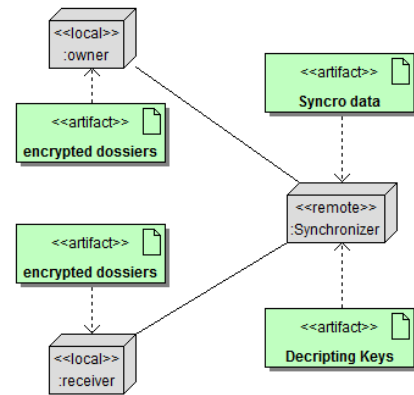 <<local>>
:owner
<<artifact>>
encrypted dossiers
<<artifact>>
Syncro data
<<remote>>
:Synchronizer
<<artifact>>
encrypted dossiers
<<local>>
:receiver
<<artifact>>
Decripting Keys